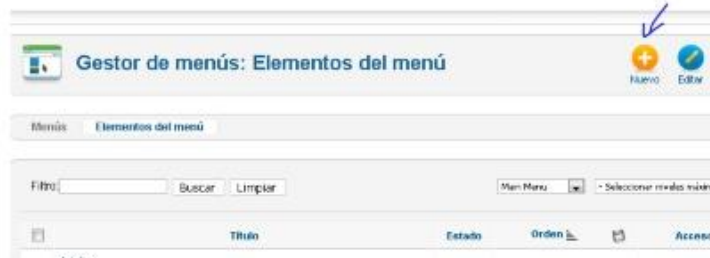 Gestor de menús: Elementos del menú
Nuevo Editar
Menús Elementos del menú
Filtro: Buscar Limpiar Main Menu - Seleccionar niveles
Título Estado Orden Acceso